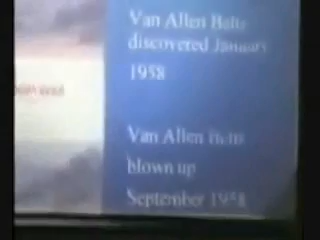 Van Allen Belts
discovered January
1958
Van Allen Belts
blown up
September 1958